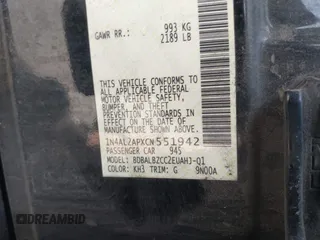 993 KG
GAWR RR: 2189 LB
THIS VEHICLE CONFORMS TO ALL
APPLICABLE FEDERAL
MOTOR VEHICLE SAFETY,
BUMPER, AND THEFT
PREVENTION STANDARDS
IN EFFECT ON THE
DATE OF MANUFACTURE
SHOWN ABOVE.
1N4AL2APXCN551942
PASSENGER CAR 945
MODEL: BDBALBZCC2EUAHJ-Q1
COLOR: KH3 TRIM: G 9N00A